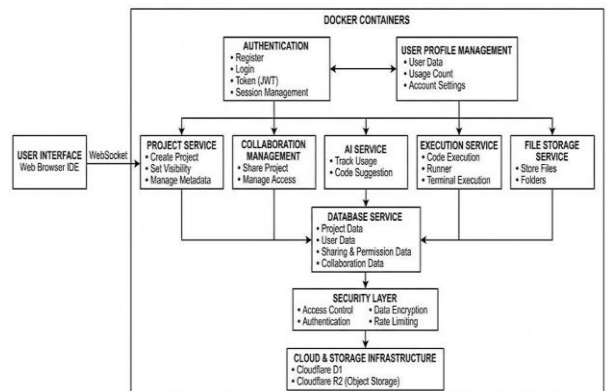 DOCKER CONTAINERS
AUTHENTICATION
• Register
• Login
• Token (JWT)
• Session Management
USER PROFILE MANAGEMENT
• User Data
• Usage Count
• Account Settings
USER INTERFACE
Web Browser IDE
WebSocket
PROJECT SERVICE
• Create Project
• Set Visibility
• Manage Metadata
COLLABORATION
MANAGEMENT
• Share Project
• Manage Access
AI SERVICE
• Track Usage
• Code Suggestion
EXECUTION SERVICE
• Code Execution
• Runner
• Terminal Execution
FILE STORAGE
SERVICE
• Store Files
• Folders
DATABASE SERVICE
• Project Data
• User Data
• Sharing & Permission Data
• Collaboration Data
SECURITY LAYER
• Access Control • Data Encryption
• Authentication • Rate Limiting
CLOUD & STORAGE INFRASTRUCTURE
• Cloudflare D1
• Cloudflare R2 (Object Storage)